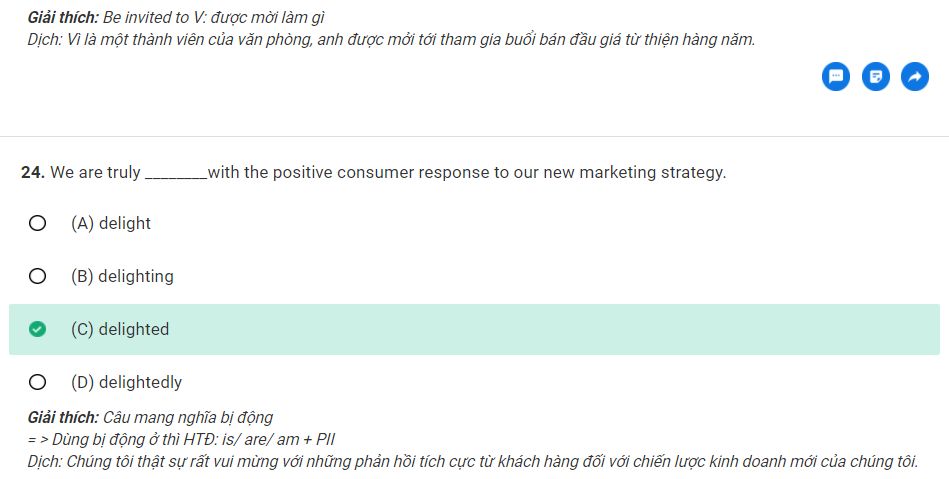 Giải thích: Be invited to V: được mời làm gì
Dịch: Vì là một thành viên của văn phòng, anh được mởi tới tham gia buổi bán đầu giá từ thiện hàng năm.
24. We are truly ________with the positive consumer response to our new marketing strategy.
(A) delight
(B) delighting
(C) delighted
(D) delightedly
Giải thích: Câu mang nghĩa bị động
= > Dùng bị động ở thì HTĐ: is/ are/ am + PII
Dịch: Chúng tôi thật sự rất vui mừng với những phản hồi tích cực từ khách hàng đối với chiến lược kinh doanh mới của chúng tôi.